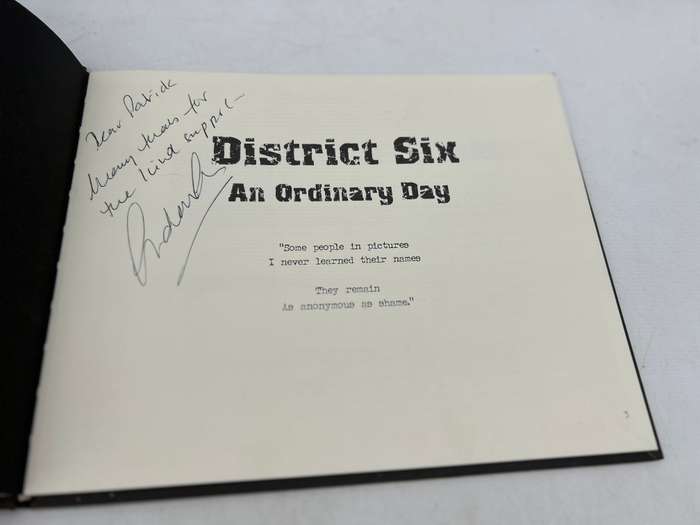 Dear Patrick
Many thanks for
the kind support
District Six
An Ordinary Day
"Some people in pictures
I never learned their names
They remain
As anonymous as shame."
3